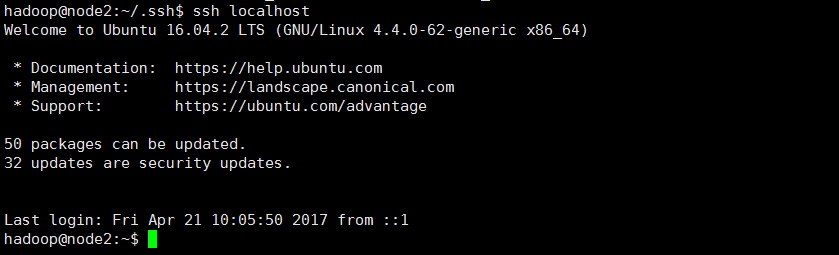 hadoop@node2:~/.ssh$ ssh localhost
Welcome to Ubuntu 16.04.2 LTS (GNU/Linux 4.4.0-62-generic x86_64)
* Documentation:  https://help.ubuntu.com
* Management:     https://landscape.canonical.com
* Support:        https://ubuntu.com/advantage
50 packages can be updated.
32 updates are security updates.
Last login: Fri Apr 21 10:05:50 2017 from ::1
hadoop@node2:~$